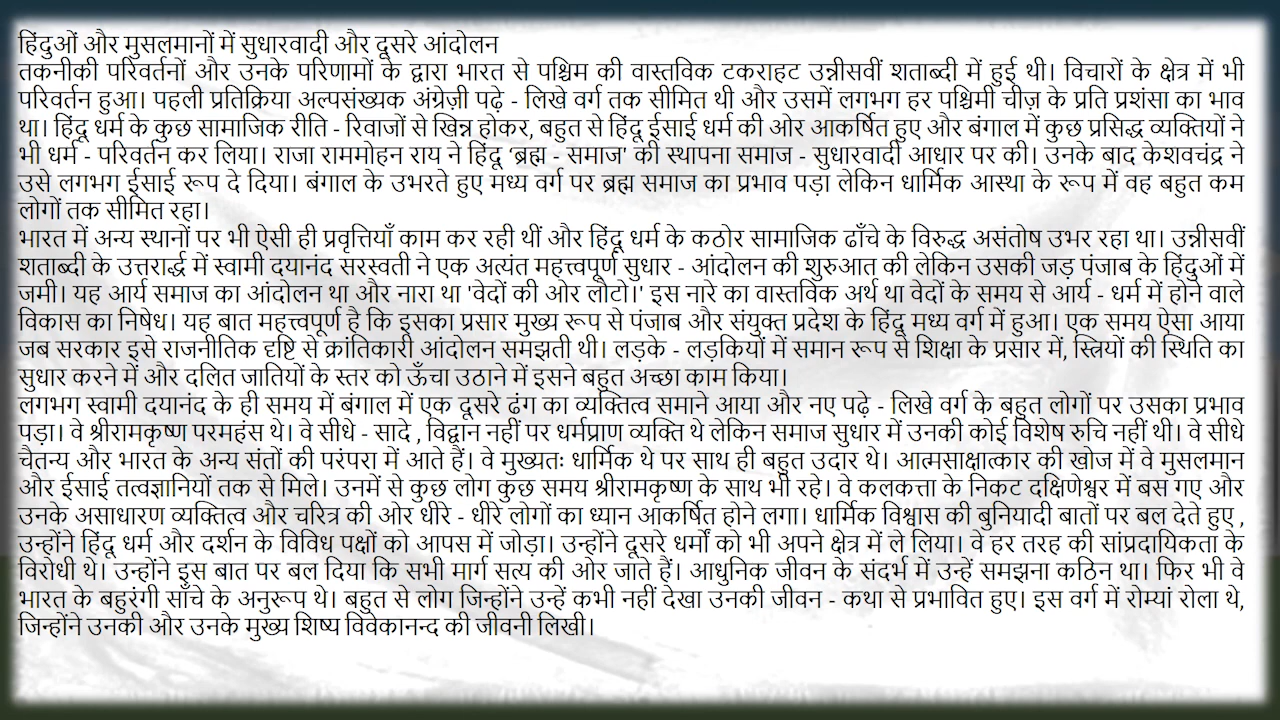 हिंदुओं और मुसलमानों में सुधारवादी और दूसरे आंदोलन
तकनीकी परिवर्तनों और उनके परिणामों के द्वारा भारत से पश्चिम की वास्तविक टकराहट उन्नीसवीं शताब्दी में हुई थी। विचारों के क्षेत्र में भी
परिवर्तन हुआ। पहली प्रतिक्रिया अल्पसंख्यक अंग्रेज़ी पढ़े - लिखे वर्ग तक सीमित थी और उसमें लगभग हर पश्चिमी चीज़ के प्रति प्रशंसा का भाव
था। हिंदू धर्म के कुछ सामाजिक रीति - रिवाजों से खिन्न होकर, बहुत से हिंदू ईसाई धर्म की ओर आकर्षित हुए और बंगाल में कुछ प्रसिद्ध व्यक्तियों ने
भी धर्म - परिवर्तन कर लिया। राजा राममोहन राय ने हिंदू 'ब्रह्म - समाज' की स्थापना समाज - सुधारवादी आधार पर की। उनके बाद केशवचंद्र ने
उसे लगभग ईसाई रूप दे दिया। बंगाल के उभरते हुए मध्य वर्ग पर ब्रह्म समाज का प्रभाव पड़ा लेकिन धार्मिक आस्था के रूप में वह बहुत कम
लोगों तक सीमित रहा।
भारत में अन्य स्थानों पर भी ऐसी ही प्रवृत्तियाँ काम कर रही थीं और हिंदू धर्म के कठोर सामाजिक ढाँचे के विरुद्ध असंतोष उभर रहा था। उन्नीसवीं
शताब्दी के उत्तरार्द्ध में स्वामी दयानंद सरस्वती ने एक अत्यंत महत्त्वपूर्ण सुधार - आंदोलन की शुरुआत की लेकिन उसकी जड़ पंजाब के हिंदुओं में
जमी। यह आर्य समाज का आंदोलन था और नारा था 'वेदों की ओर लौटो।' इस नारे का वास्तविक अर्थ था वेदों के समय से आंर्य - धर्म में होने वाले
विकास का निषेध। यह बात महत्त्वपूर्ण है कि इसका प्रसार मुख्य रूप से पंजाब और संयुक्त प्रदेश के हिंदू मध्य वर्ग में हुआ। एक समय ऐसा आया
जब सरकार इसे राजनीतिक दृष्टि से क्रांतिकारी आंदोलन समझती थी। लड़के - लड़कियों में समान रूप से शिक्षा के प्रसार में, स्त्रियों की स्थिति का
सुधार करने में और दलित जातियों के स्तर को ऊँचा उठाने में इसने बहुत अच्छा काम किया।
लगभग स्वामी दयानंद के ही समय में बंगाल में एक दूसरे ढंग का व्यक्तित्व समाने आया और नए पढ़े - लिखे वर्ग के बहुत लोगों पर उसका प्रभाव
पड़ा। वे श्रीरामकृष्ण परमहंस थे। वे सीधे - सादे , विद्वान नहीं पर धर्मप्राण व्यक्ति थे लेकिन समाज सुधार में उनकी कोई विशेष रुचि नहीं थी। वे सीधे
चैतन्य और भारत के अन्य संतों की परंपरा में आते हैं। वे मुख्यतः धार्मिक थे पर साथ ही बहुत उदार थे। आत्मसाक्षात्कार की खोज में वे मुसलमान
और ईसाई तत्वज्ञानियों तक से मिले। उनमें से कुछ लोग कुछ समय श्रीरामकृष्ण के साथ भी रहे। वे कलकत्ता के निकट दक्षिणेश्वर में बस गए और
उनके असाधारण व्यक्तित्व और चरित्र की ओर धीरे - धीरे लोगों का ध्यान आकर्षित होने लगा। धार्मिक विश्वास की बुनियादी बातों पर बल देते हुए ,
उन्होंने हिंदू धर्म और दर्शन के विविध पक्षों को आपस में जोड़ा। उन्होंने दूसरे धर्मों को भी अपने क्षेत्र में ले लिया। वे हर तरह की सांप्रदायिकता के
विरोधी थे। उन्होंने इस बात पर बल दिया कि सभी मार्ग सत्य की ओर जाते हैं। आधुनिक जीवन के संदर्भ में उन्हें समझना कठिन था। फिर भी वे
भारत के बहुरंगी साँचे के अनुरूप थे। बहुत से लोग जिन्होंने उन्हें कभी नहीं देखा उनकी जीवन - कथा से प्रभावित हुए। इस वर्ग में रोम्यां रोला थे,
जिन्होंने उनकी और उनके मुख्य शिष्य विवेकानन्द की जीवनी लिखी।